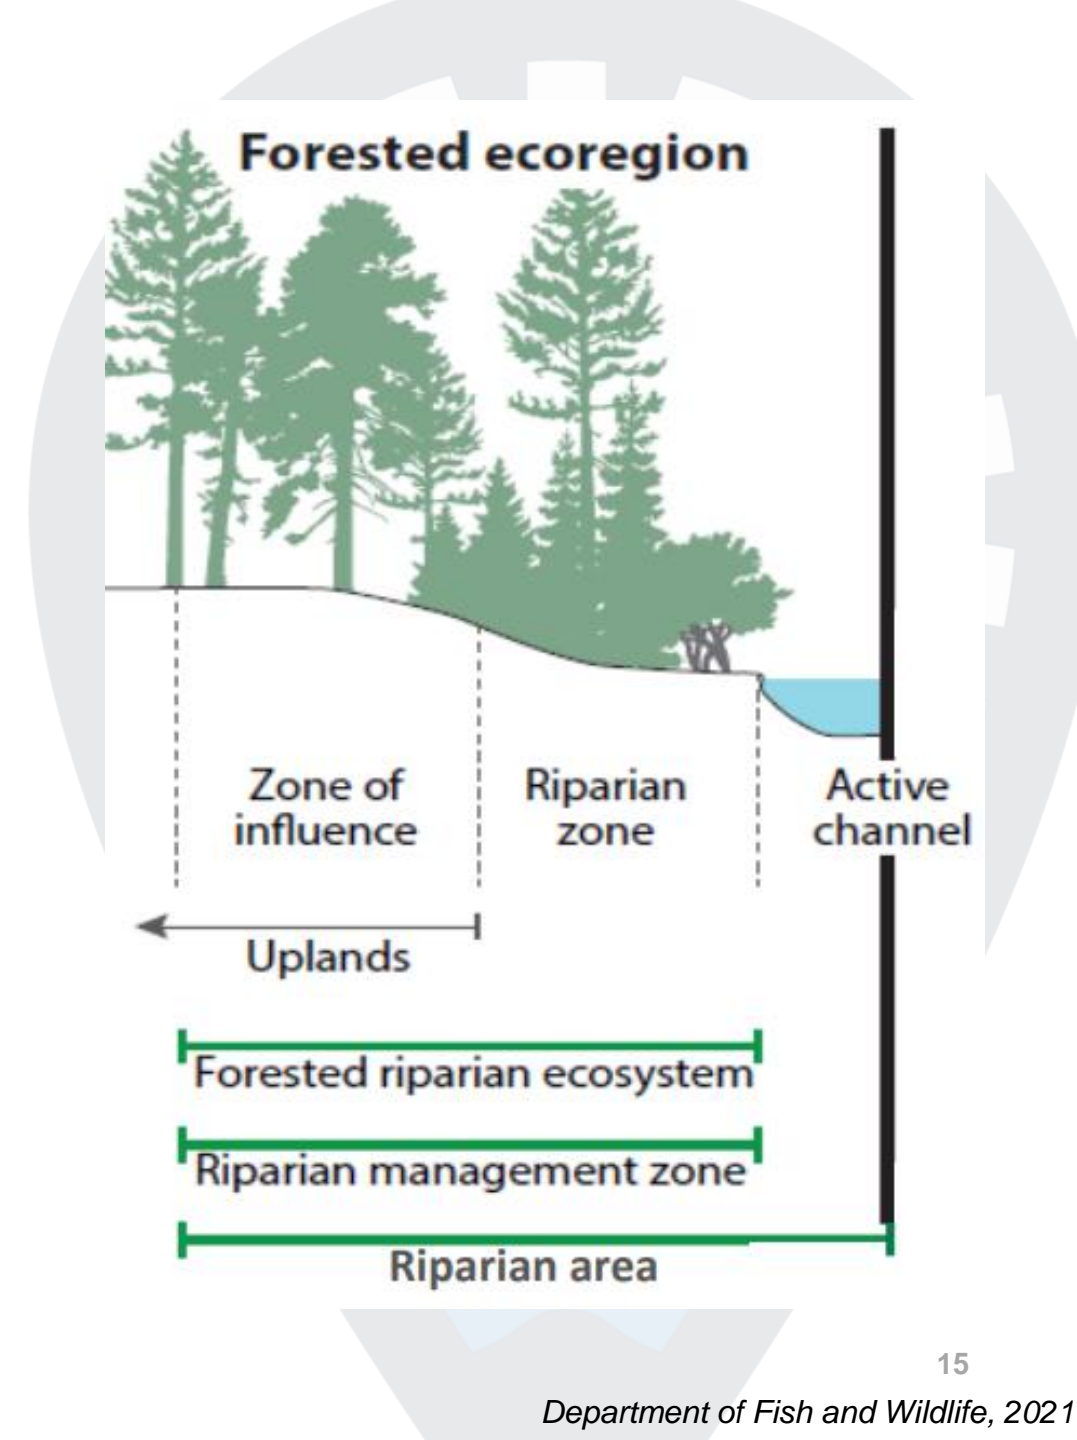 Forested ecoregion
Zone of
influence
Riparian
zone
Active
channel
Uplands
Forested riparian ecosystem
Riparian management zone
Riparian area
15
Department of Fish and Wildlife, 2021